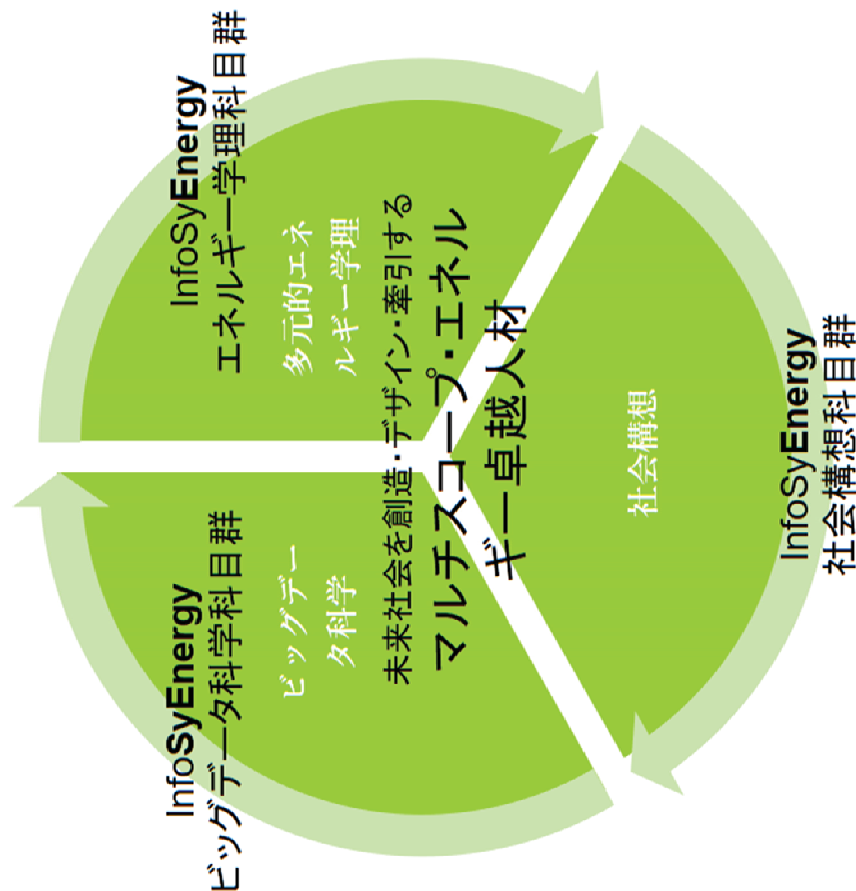 InfoSyEnergy
ビッグデータ科学科目群
InfoSyEnergy
エネルギー学理科目群
ビッグデー
タ科学
多元的エネ
ルギー学理
未来社会を創造・デザイン・牽引する
マルチスコープ・エネル
ギー卓越人材
社会構想
InfoSyEnergy
社会構想科目群